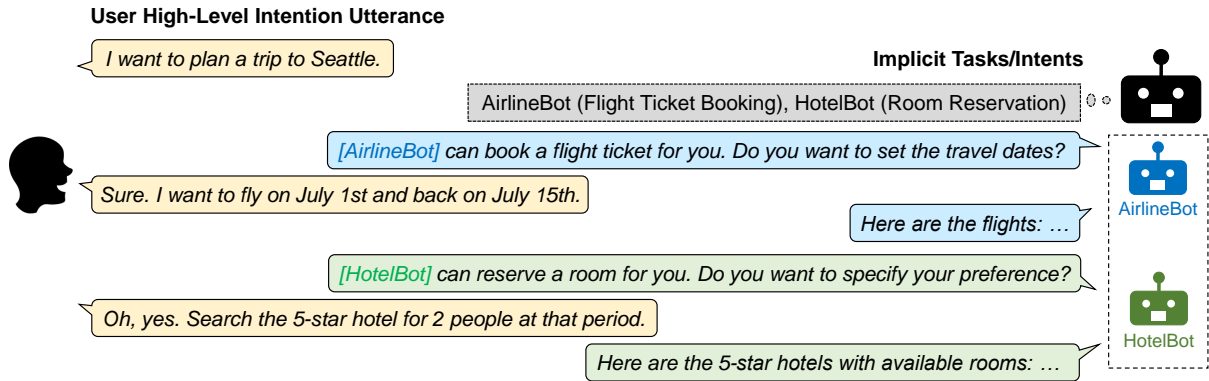 User High-Level Intention Utterance
I want to plan a trip to Seattle.
Implicit Tasks/Intents
AirlineBot (Flight Ticket Booking), HotelBot (Room Reservation)
[AirlineBot] can book a flight ticket for you. Do you want to set the travel dates?
Sure. I want to fly on July 1st and back on July 15th.
AirlineBot
Here are the flights: …
[HotelBot] can reserve a room for you. Do you want to specify your preference?
Oh, yes. Search the 5-star hotel for 2 people at that period.
HotelBot
Here are the 5-star hotels with available rooms: …